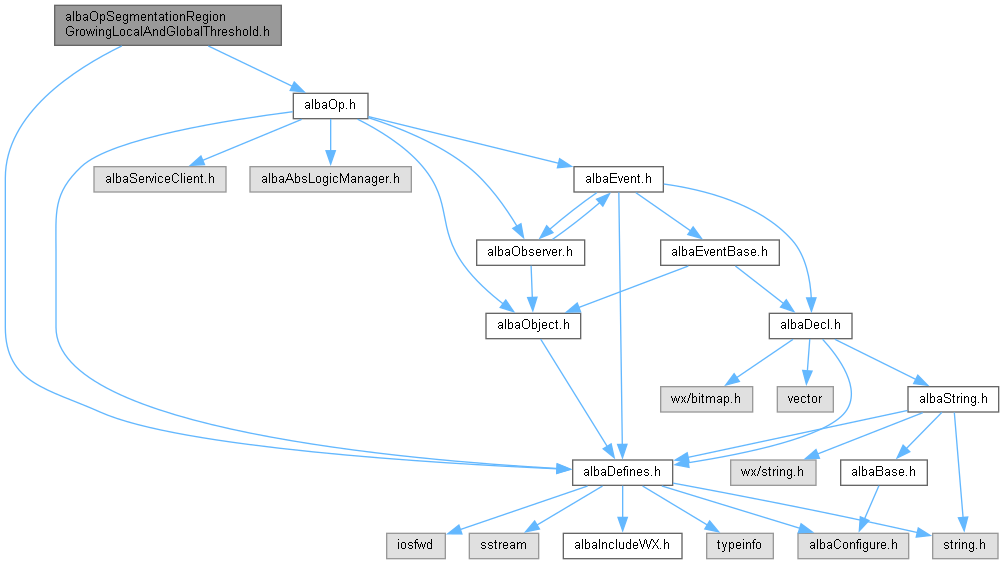 albaOpSegmentationRegion
GrowingLocalAndGlobalThreshold.h
albaOp.h
albaServiceClient.h
albaAbsLogicManager.h
albaEvent.h
albaObserver.h
albaEventBase.h
albaObject.h
albaDecl.h
wx/bitmap.h
vector
albaString.h
albaDefines.h
wx/string.h
albaBase.h
iosfwd
sstream
albaIncludeWX.h
typeinfo
albaConfigure.h
string.h